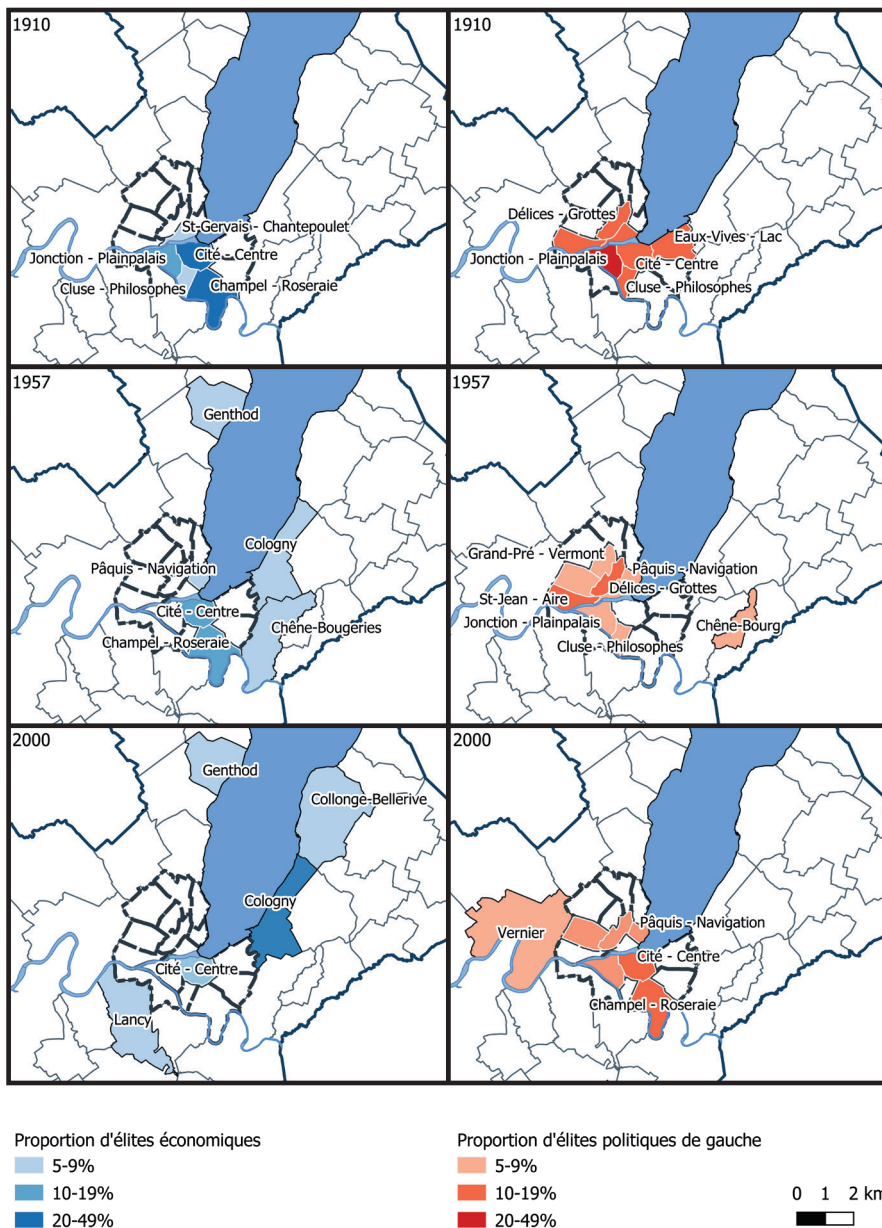 1910
St-Gervais - Chantepoulet
Jonction - Plainpalais
Cité - Centre
Cluse - Philosophes
Champel - Roseraie
1910
Délices - Grottes
Eaux-Vives - Lac
Jonction - Plainpalais
Cité - Centre
Cluse - Philosophes
1957
Genthod
Cologny
Pâquis - Navigation
Cité - Centre
Chêne-Bougeries
Champel - Roseraie
1957
Grand-Pré - Vermont
Pâquis - Navigation
Délices - Grottes
St-Jean - Aire
Jonction - Plainpalais
Chêne-Bourg
Cluse - Philosophes
2000
Genthod
Collonge-Bellerive
Cologny
Cité - Centre
Lancy
2000
Pâquis - Navigation
Vernier
Cité - Centre
Champel - Roseraie
Proportion d'élites économiques
5-9%
10-19%
20-49%
Proportion d'élites politiques de gauche
5-9%
10-19%
20-49%
0 1 2 km